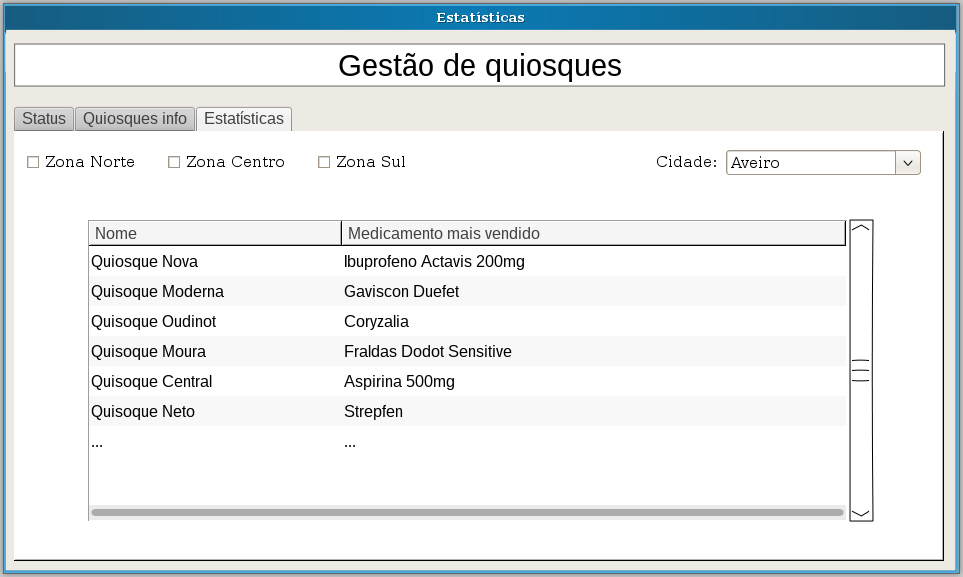 Estatísticas
Gestão de quiosques
Status Quiosques info Estatísticas
Zona Norte Zona Centro Zona Sul Cidade: Aveiro
Nome Medicamento mais vendido
Quiosque Nova Ibuprofeno Actavis 200mg
Quisoque Moderna Gaviscon Duefet
Quisoque Oudinot Coryzalia
Quisoque Moura Fraldas Dodot Sensitive
Quisoque Central Aspirina 500mg
Quisoque Neto Strepfen
... ...